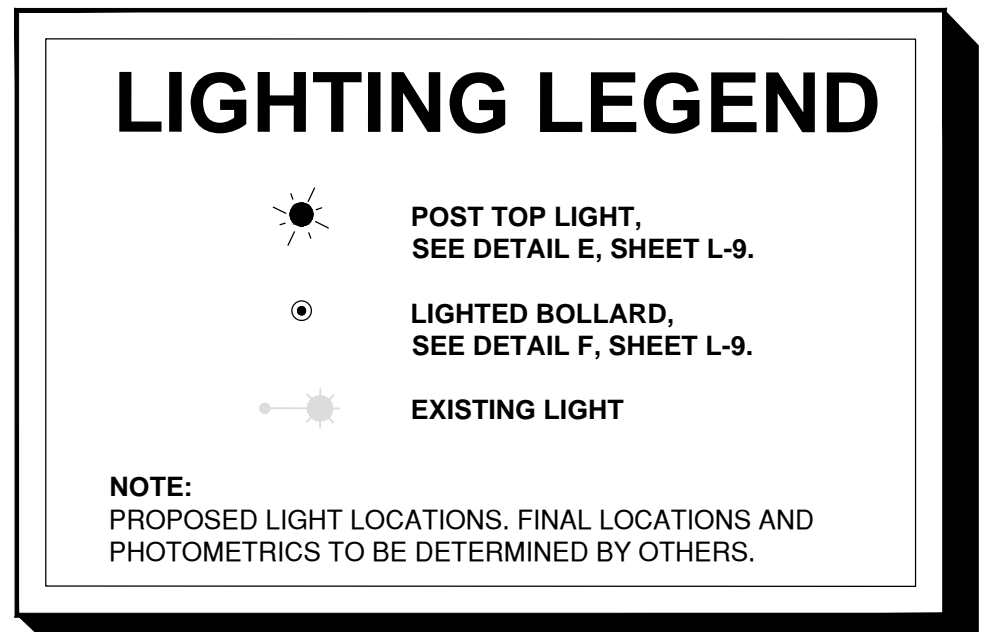 LIGHTING LEGEND
POST TOP LIGHT,
SEE DETAIL E, SHEET L-9.
LIGHTED BOLLARD,
SEE DETAIL F, SHEET L-9.
EXISTING LIGHT
NOTE:
PROPOSED LIGHT LOCATIONS. FINAL LOCATIONS AND
PHOTOMETRICS TO BE DETERMINED BY OTHERS.